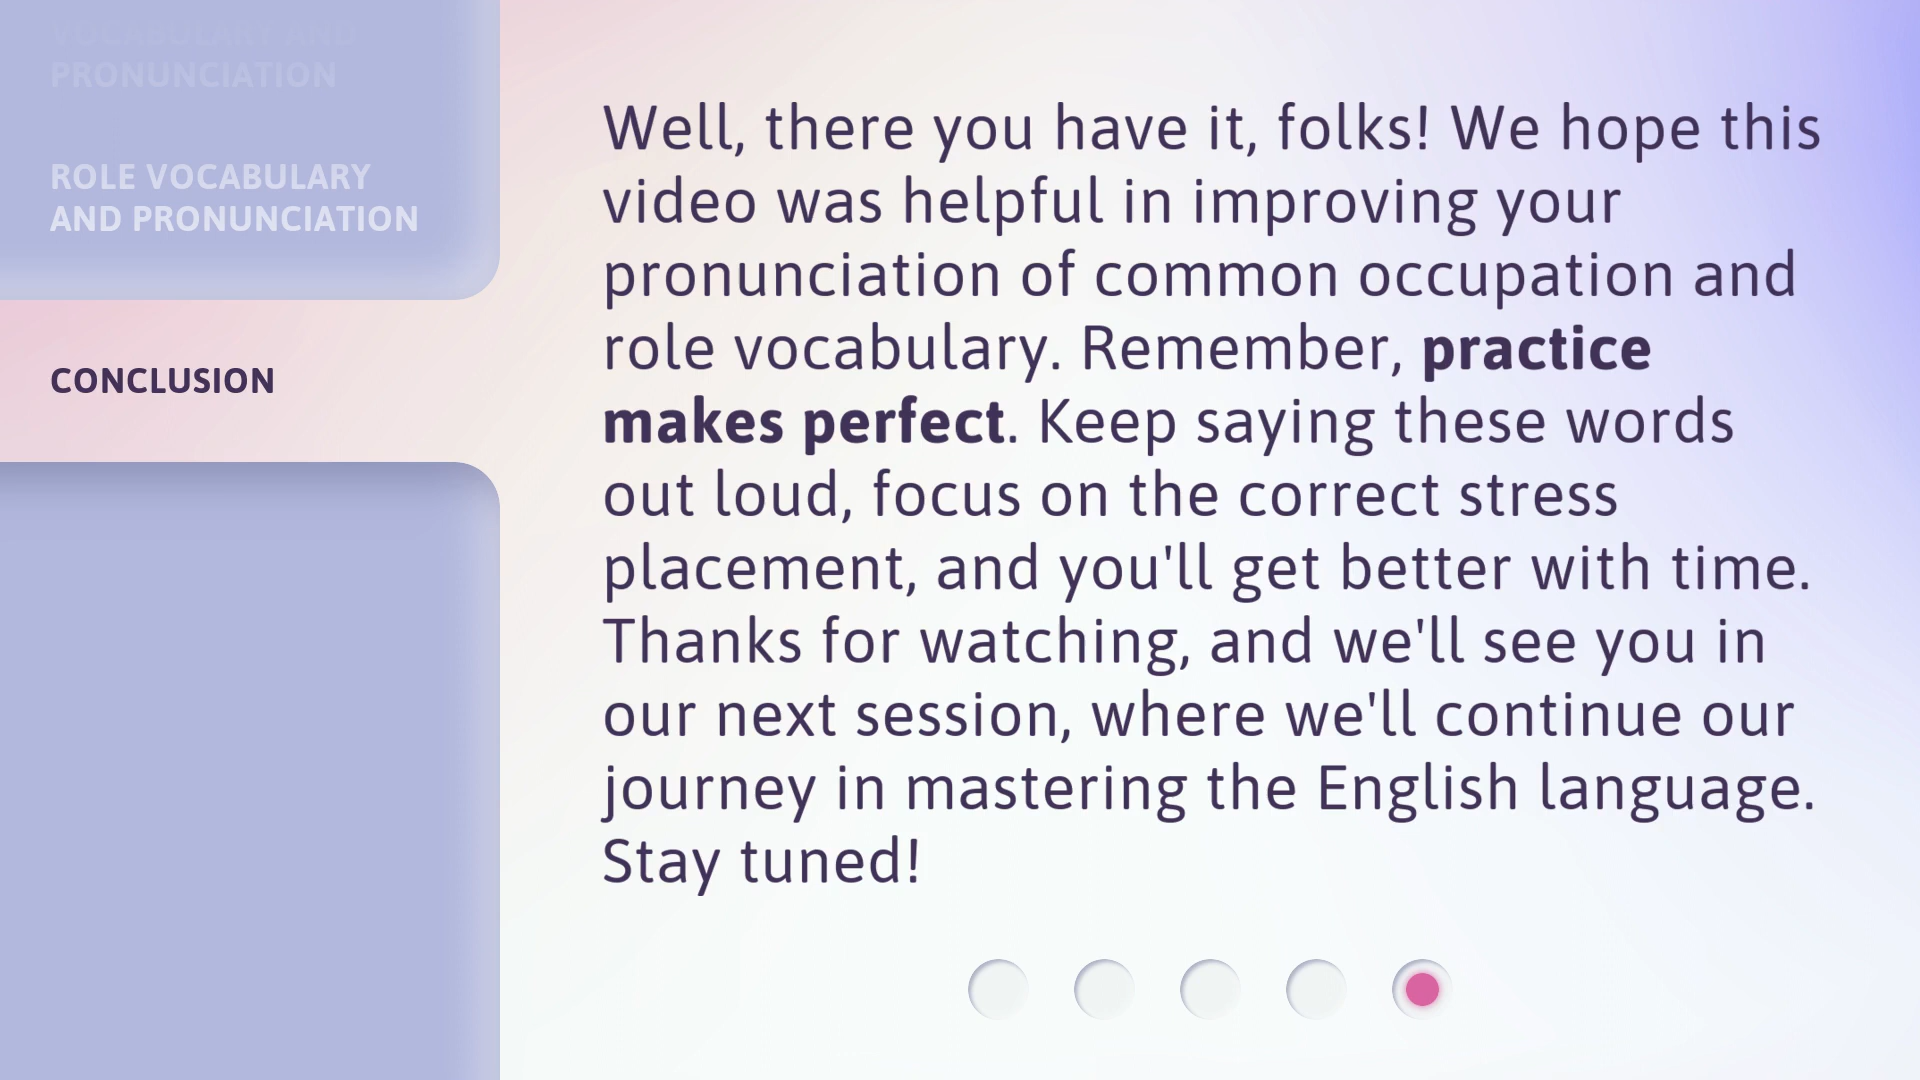 VOCABULARY AND
PRONUNCIATION
ROLE VOCABULARY
AND PRONUNCIATION
CONCLUSION
Well, there you have it, folks! We hope this
video was helpful in improving your
pronunciation of common occupation and
role vocabulary. Remember, practice
makes perfect. Keep saying these words
out loud, focus on the correct stress
placement, and you'll get better with time.
Thanks for watching, and we'll see you in
our next session, where we'll continue our
journey in mastering the English language.
Stay tuned!